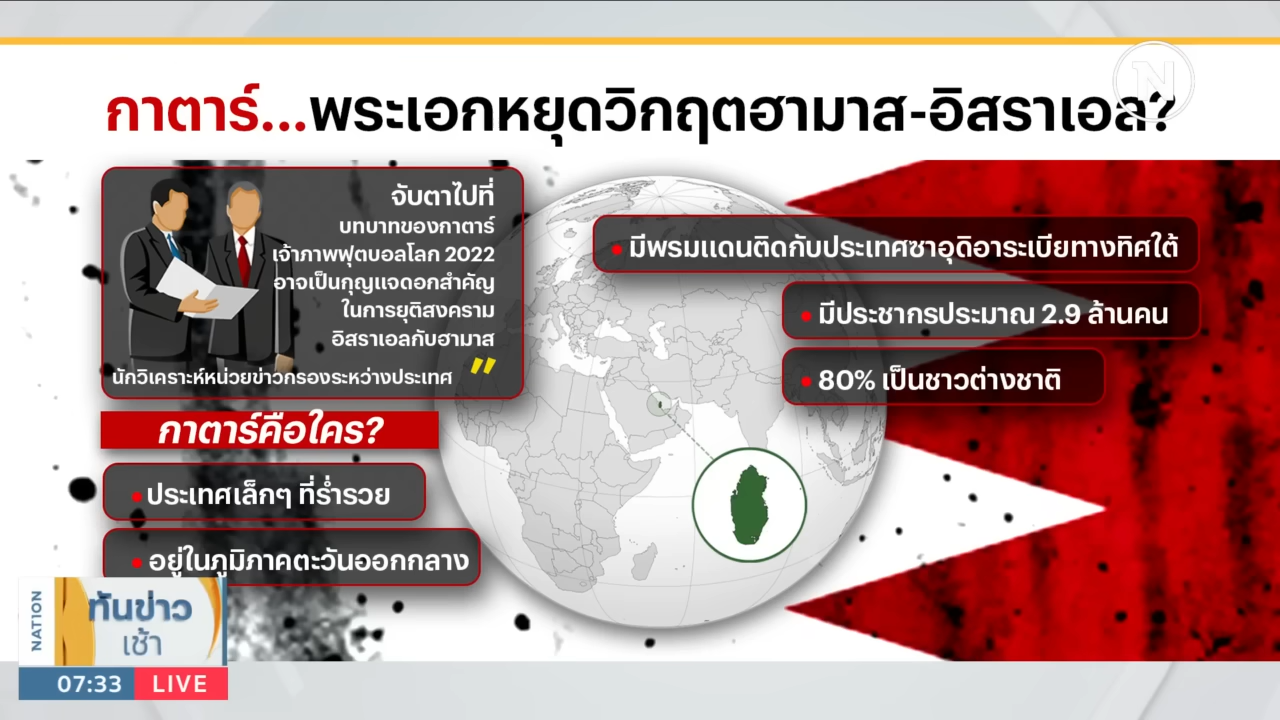 กาตาร์...พระเอกหยุดวิกฤตฮามาส-อิสราเอล?
จับตาไปที่
บทบาทของกาตาร์
เจ้าภาพฟุตบอลโลก 2022
อาจเป็นกุญแจดอกสำคัญ
ในการยุติสงคราม
อิสราเอลกับฮามาส
นักวิเคราะห์หน่วยข่าวกรองระหว่างประเทศ "
กาตาร์คือใคร?
• ประเทศเล็กๆ ที่ร่ำรวย
• อยู่ในภูมิภาคตะวันออกกลาง
• มีพรมแดนติดกับประเทศซาอุดิอาระเบียทางทิศใต้
• มีประชากรประมาณ 2.9 ล้านคน
• 80% เป็นชาวต่างชาติ
N
NATION
ทันข่าว
เช้า
07:33 LIVE